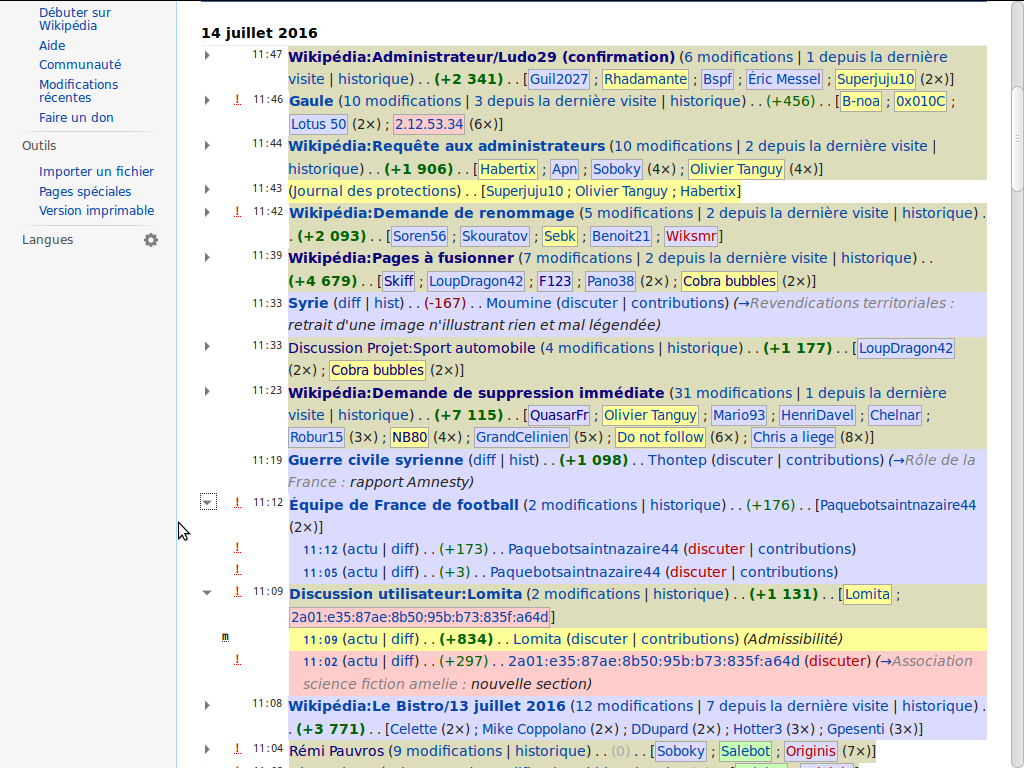 Débuter sur
Wikipédia
Aide
Communauté
Modifications
récentes
Faire un don
Outils
Importer un fichier
Pages spéciales
Version imprimable
Langues
14 juillet 2016
11:47 Wikipédia:Administrateur/Ludo29 (confirmation) (6 modifications | 1 depuis la dernière
visite | historique) . . (+2 341) . . [Guil2027 ; Rhadamante ; Bspf ; Éric Messel ; Superjuju10 (2×)]
! 11:46 Gaule (10 modifications | 3 depuis la dernière visite | historique) . . (+456) . . [B-noa ; 0x010C ;
Lotus 50 (2×) ; 2.12.53.34 (6×)]
11:44 Wikipédia:Requête aux administrateurs (10 modifications | 2 depuis la dernière visite |
historique) . . (+1 906) . . [Habertix ; Apn ; Soboky (4×) ; Olivier Tanguy (4×)]
11:43 (Journal des protections) . . [Superjuju10 ; Olivier Tanguy ; Habertix]
! 11:42 Wikipédia:Demande de renommage (5 modifications | 2 depuis la dernière visite | historique) .
. (+2 093) . . [Soren56 ; Skouratov ; Sebk ; Benoit21 ; Wiksmr]
11:39 Wikipédia:Pages à fusionner (7 modifications | 2 depuis la dernière visite | historique) . .
(+4 679) . . [Skiff ; LoupDragon42 ; F123 ; Pano38 (2×) ; Cobra bubbles (2×)]
11:33 Syrie (diff | hist) . . (-167) . . Moumine (discuter | contributions) (→Revendications territoriales :
retrait d'une image n'illustrant rien et mal légendée)
11:33 Discussion Projet:Sport automobile (4 modifications | historique) . . (+1 177) . . [LoupDragon42
(2×) ; Cobra bubbles (2×)]
11:23 Wikipédia:Demande de suppression immédiate (31 modifications | 1 depuis la dernière
visite | historique) . . (+7 115) . . [QuasarFr ; Olivier Tanguy ; Mario93 ; HenriDavel ; Chelnar ;
Robur15 (3×) ; NB80 (4×) ; GrandCelinien (5×) ; Do not follow (6×) ; Chris a liege (8×)]
11:19 Guerre civile syrienne (diff | hist) . . (+1 098) . . Thontep (discuter | contributions) (→Rôle de la
France : rapport Amnesty)
! 11:12 Équipe de France de football (2 modifications | historique) . . (+176) . . [Paquebotsaintnazaire44
(2×)]
! 11:12 (actu | diff) . . (+173) . . Paquebotsaintnazaire44 (discuter | contributions)
! 11:05 (actu | diff) . . (+3) . . Paquebotsaintnazaire44 (discuter | contributions)
! 11:09 Discussion utilisateur:Lomita (2 modifications | historique) . . (+1 131) . . [Lomita ;
2a01:e35:87ae:8b50:95b:b73:835f:a64d]
m 11:09 (actu | diff) . . (+834) . . Lomita (discuter | contributions) (Admissibilité)
! 11:02 (actu | diff) . . (+297) . . 2a01:e35:87ae:8b50:95b:b73:835f:a64d (discuter) (→Association
science fiction amelie : nouvelle section)
11:08 Wikipédia:Le Bistro/13 juillet 2016 (12 modifications | 7 depuis la dernière visite | historique) .
. (+3 771) . . [Celette (2×) ; Mike Coppolano (2×) ; DDupard (2×) ; Hotter3 (3×) ; Gpesenti (3×)]
! 11:04 Rémi Pauvros (9 modifications | historique) . . (0) . . [Soboky ; Salebot ; Originis (7×)]